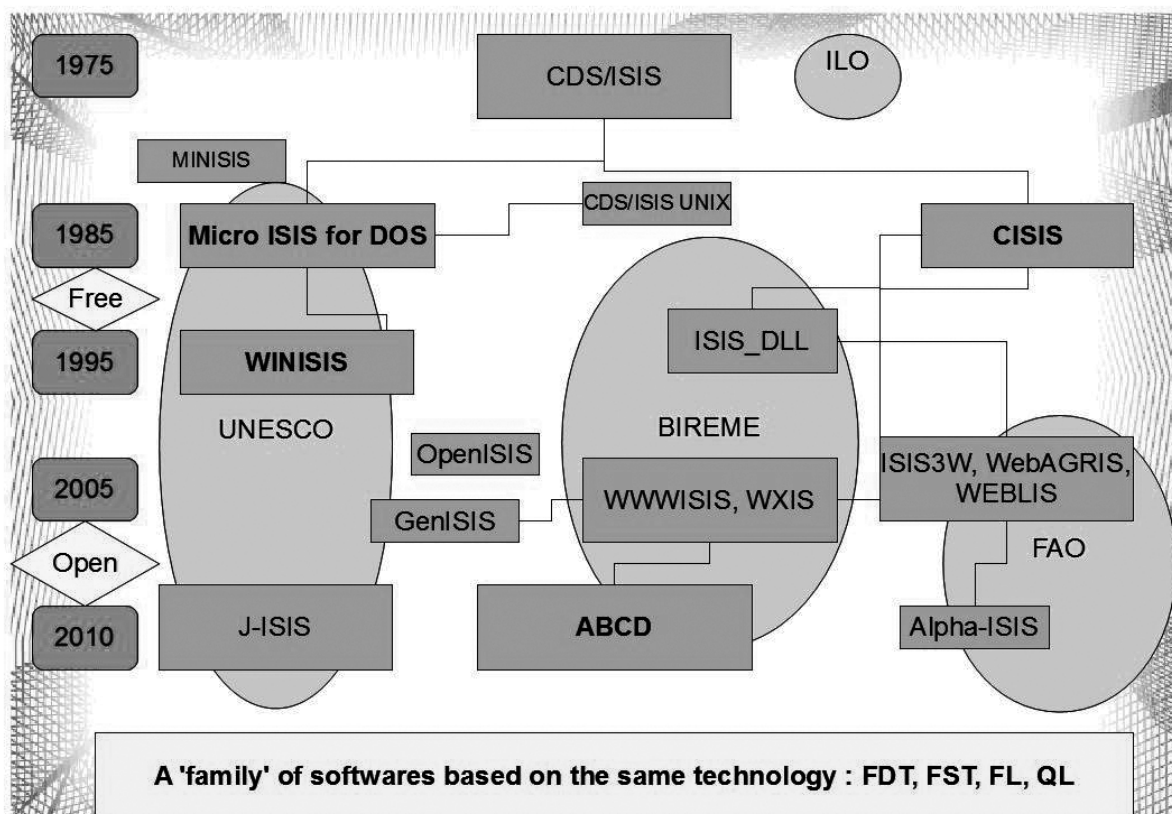 1975
CDS/ISIS
ILO
MINISIS
CDS/ISIS UNIX
1985
Micro ISIS for DOS
CISIS
Free
ISIS_DLL
1995
WINISIS
UNESCO
BIREME
OpenISIS
ISIS3W, WebAGRIS,
WEBLIS
2005
WWWISIS, WXIS
GenISIS
FAO
Open
2010
J-ISIS
ABCD
Alpha-ISIS
A 'family' of softwares based on the same technology : FDT, FST, FL, QL